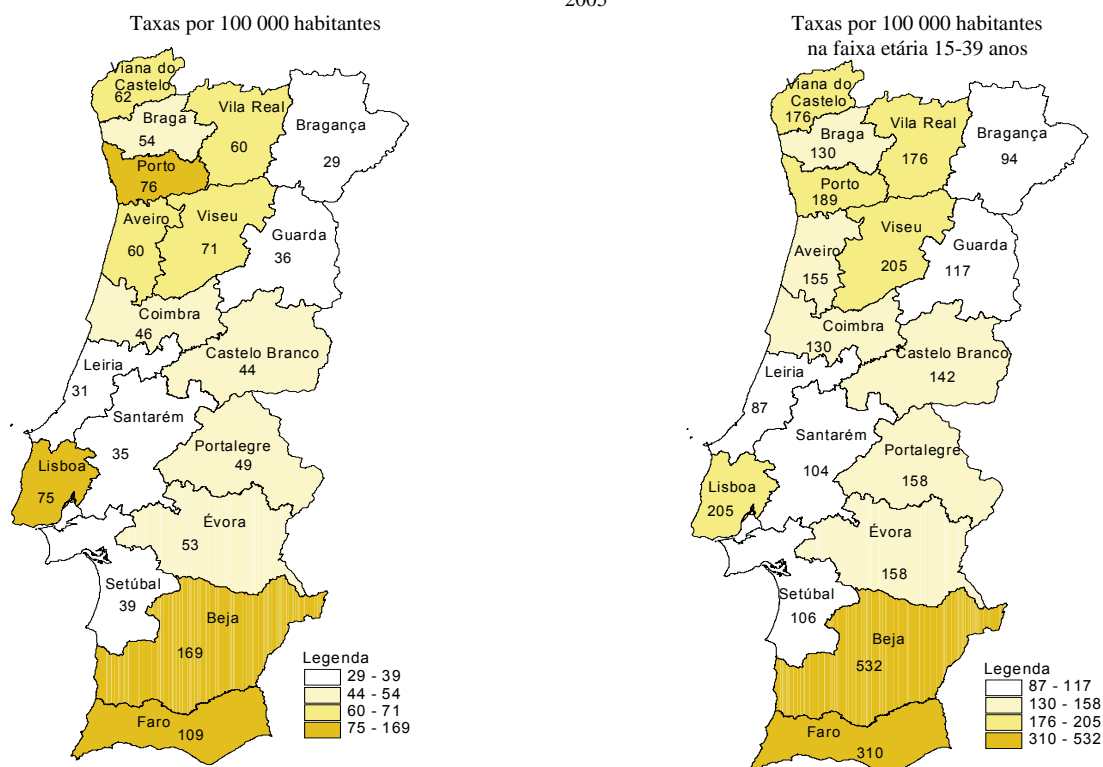 2005
Taxas por 100 000 habitantes
Viana do
Castelo
62
Braga
54
Vila Real
60
Bragança
29
Porto
76
Aveiro
60
Viseu
71
Guarda
36
Coimbra
46
Castelo Branco
44
Leiria
31
Santarém
35
Portalegre
49
Lisboa
75
Évora
53
Setúbal
39
Beja
169
Faro
109
Legenda
29 - 39
44 - 54
60 - 71
75 - 169
Taxas por 100 000 habitantes
na faixa etária 15-39 anos
Viana do
Castelo
176
Braga
130
Vila Real
176
Bragança
94
Porto
189
Aveiro
155
Viseu
205
Guarda
117
Coimbra
130
Castelo Branco
142
Leiria
87
Santarém
104
Portalegre
158
Lisboa
205
Évora
158
Setúbal
106
Beja
532
Faro
310
Legenda
87 - 117
130 - 158
176 - 205
310 - 532